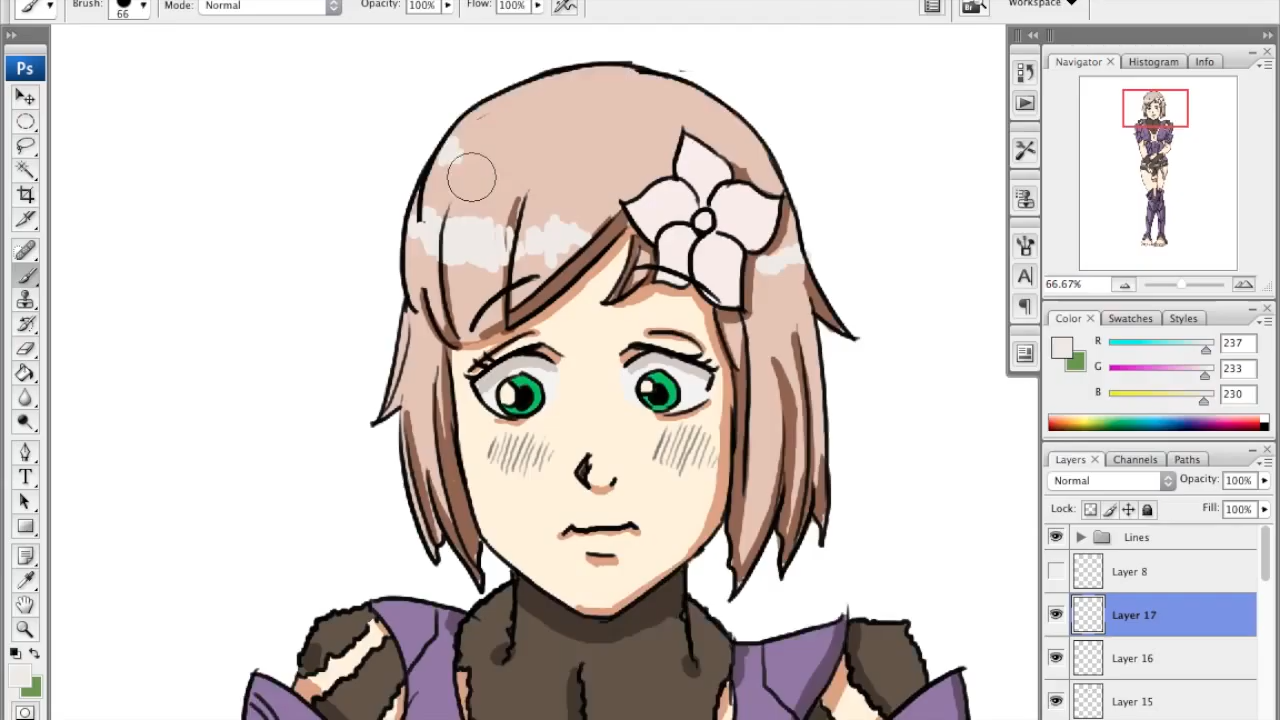 Brush: 66 Mode: Normal Opacity: 100% Flow: 100% Workspace
Ps
Navigator Histogram Info
66.67%
Color Swatches Styles
R 237
G 233
B 230
Layers Channels Paths
Normal Opacity: 100%
Lock: Fill: 100%
Lines
Layer 8
Layer 17
Layer 16
Layer 15